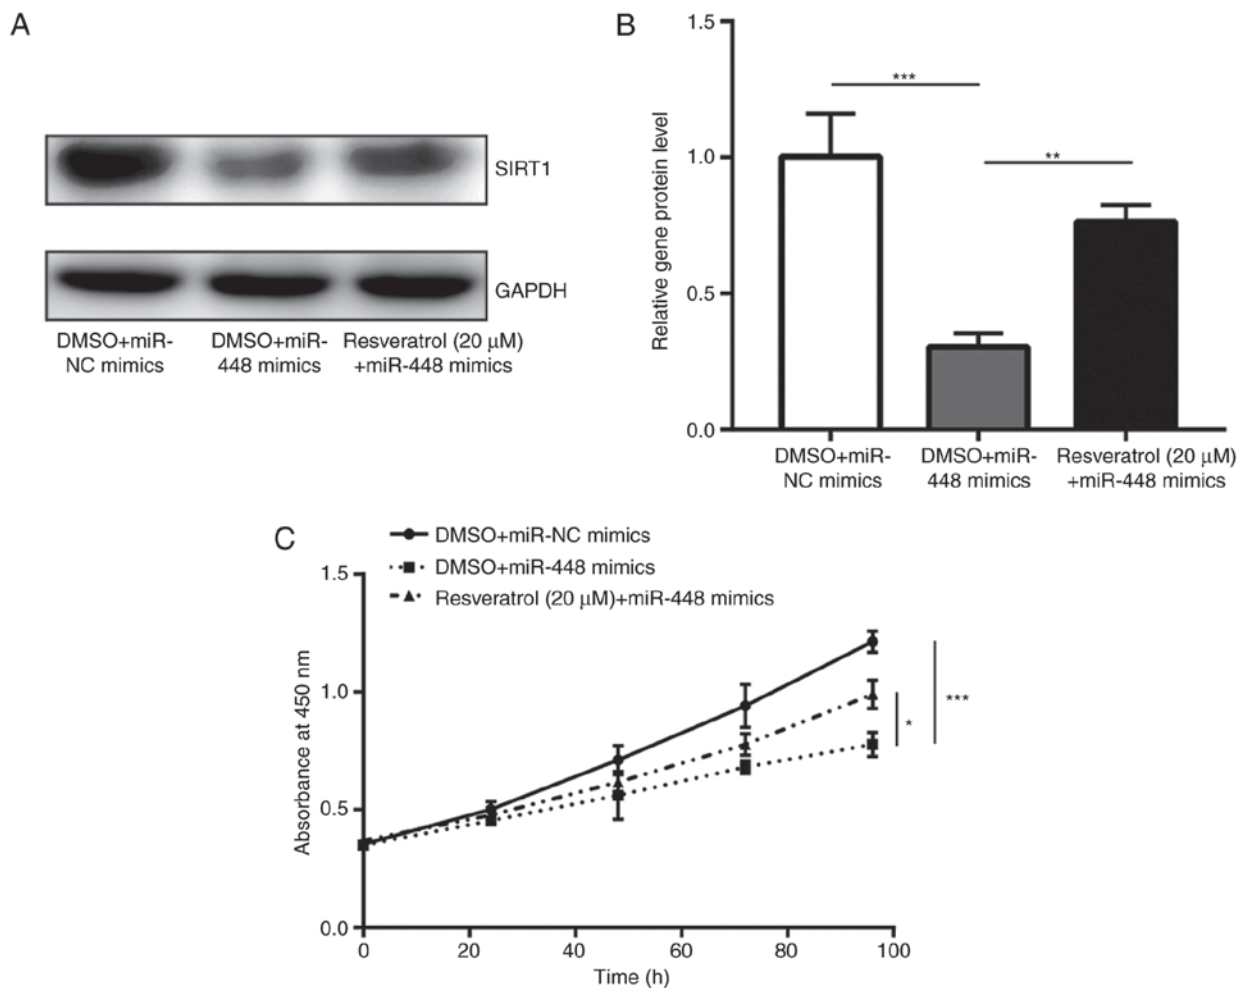 A
SIRT1
GAPDH
DMSO+miR-
NC mimics
DMSO+miR-
448 mimics
Resveratrol (20 μM)
+miR-448 mimics
B
Relative gene protein level
1.5
1.0
0.5
0.0
***
**
DMSO+miR-
NC mimics
DMSO+miR-
448 mimics
Resveratrol (20 μM)
+miR-448 mimics
C
DMSO+miR-NC mimics
DMSO+miR-448 mimics
Resveratrol (20 μM)+miR-448 mimics
Absorbance at 450 nm
1.5
1.0
0.5
0.0
*
***
0
20
40
60
80
100
Time (h)